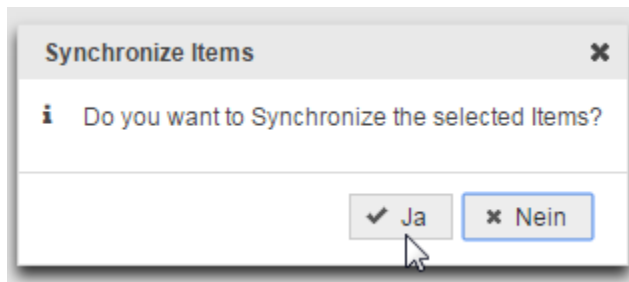 Synchronize Items
Do you want to Synchronize the selected Items?
Ja Nein